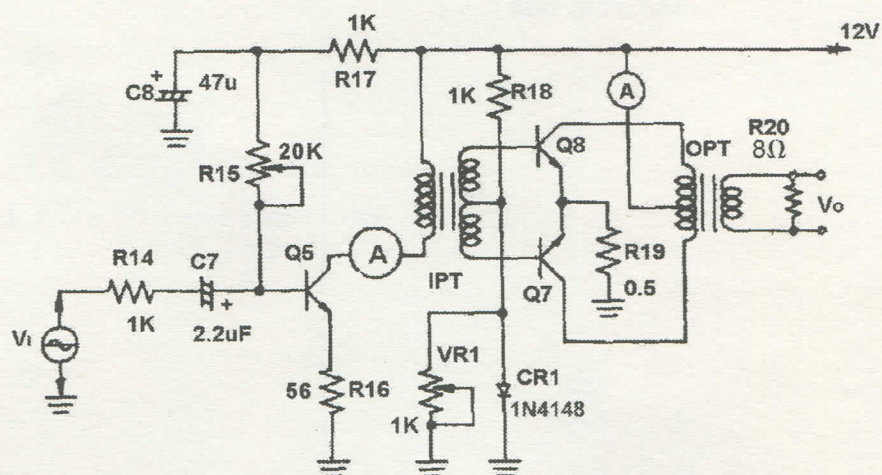 1K
12V
R17
C8
+
47u
1K
R18
A
20K
R15
Q8
OPT
R20
8Ω
Vo
R14
C7
Q5
A
IPT
Q7
R19
0.5
1K
+
2.2uF
Vi
VR1
56
R16
1K
CR1
1N4148